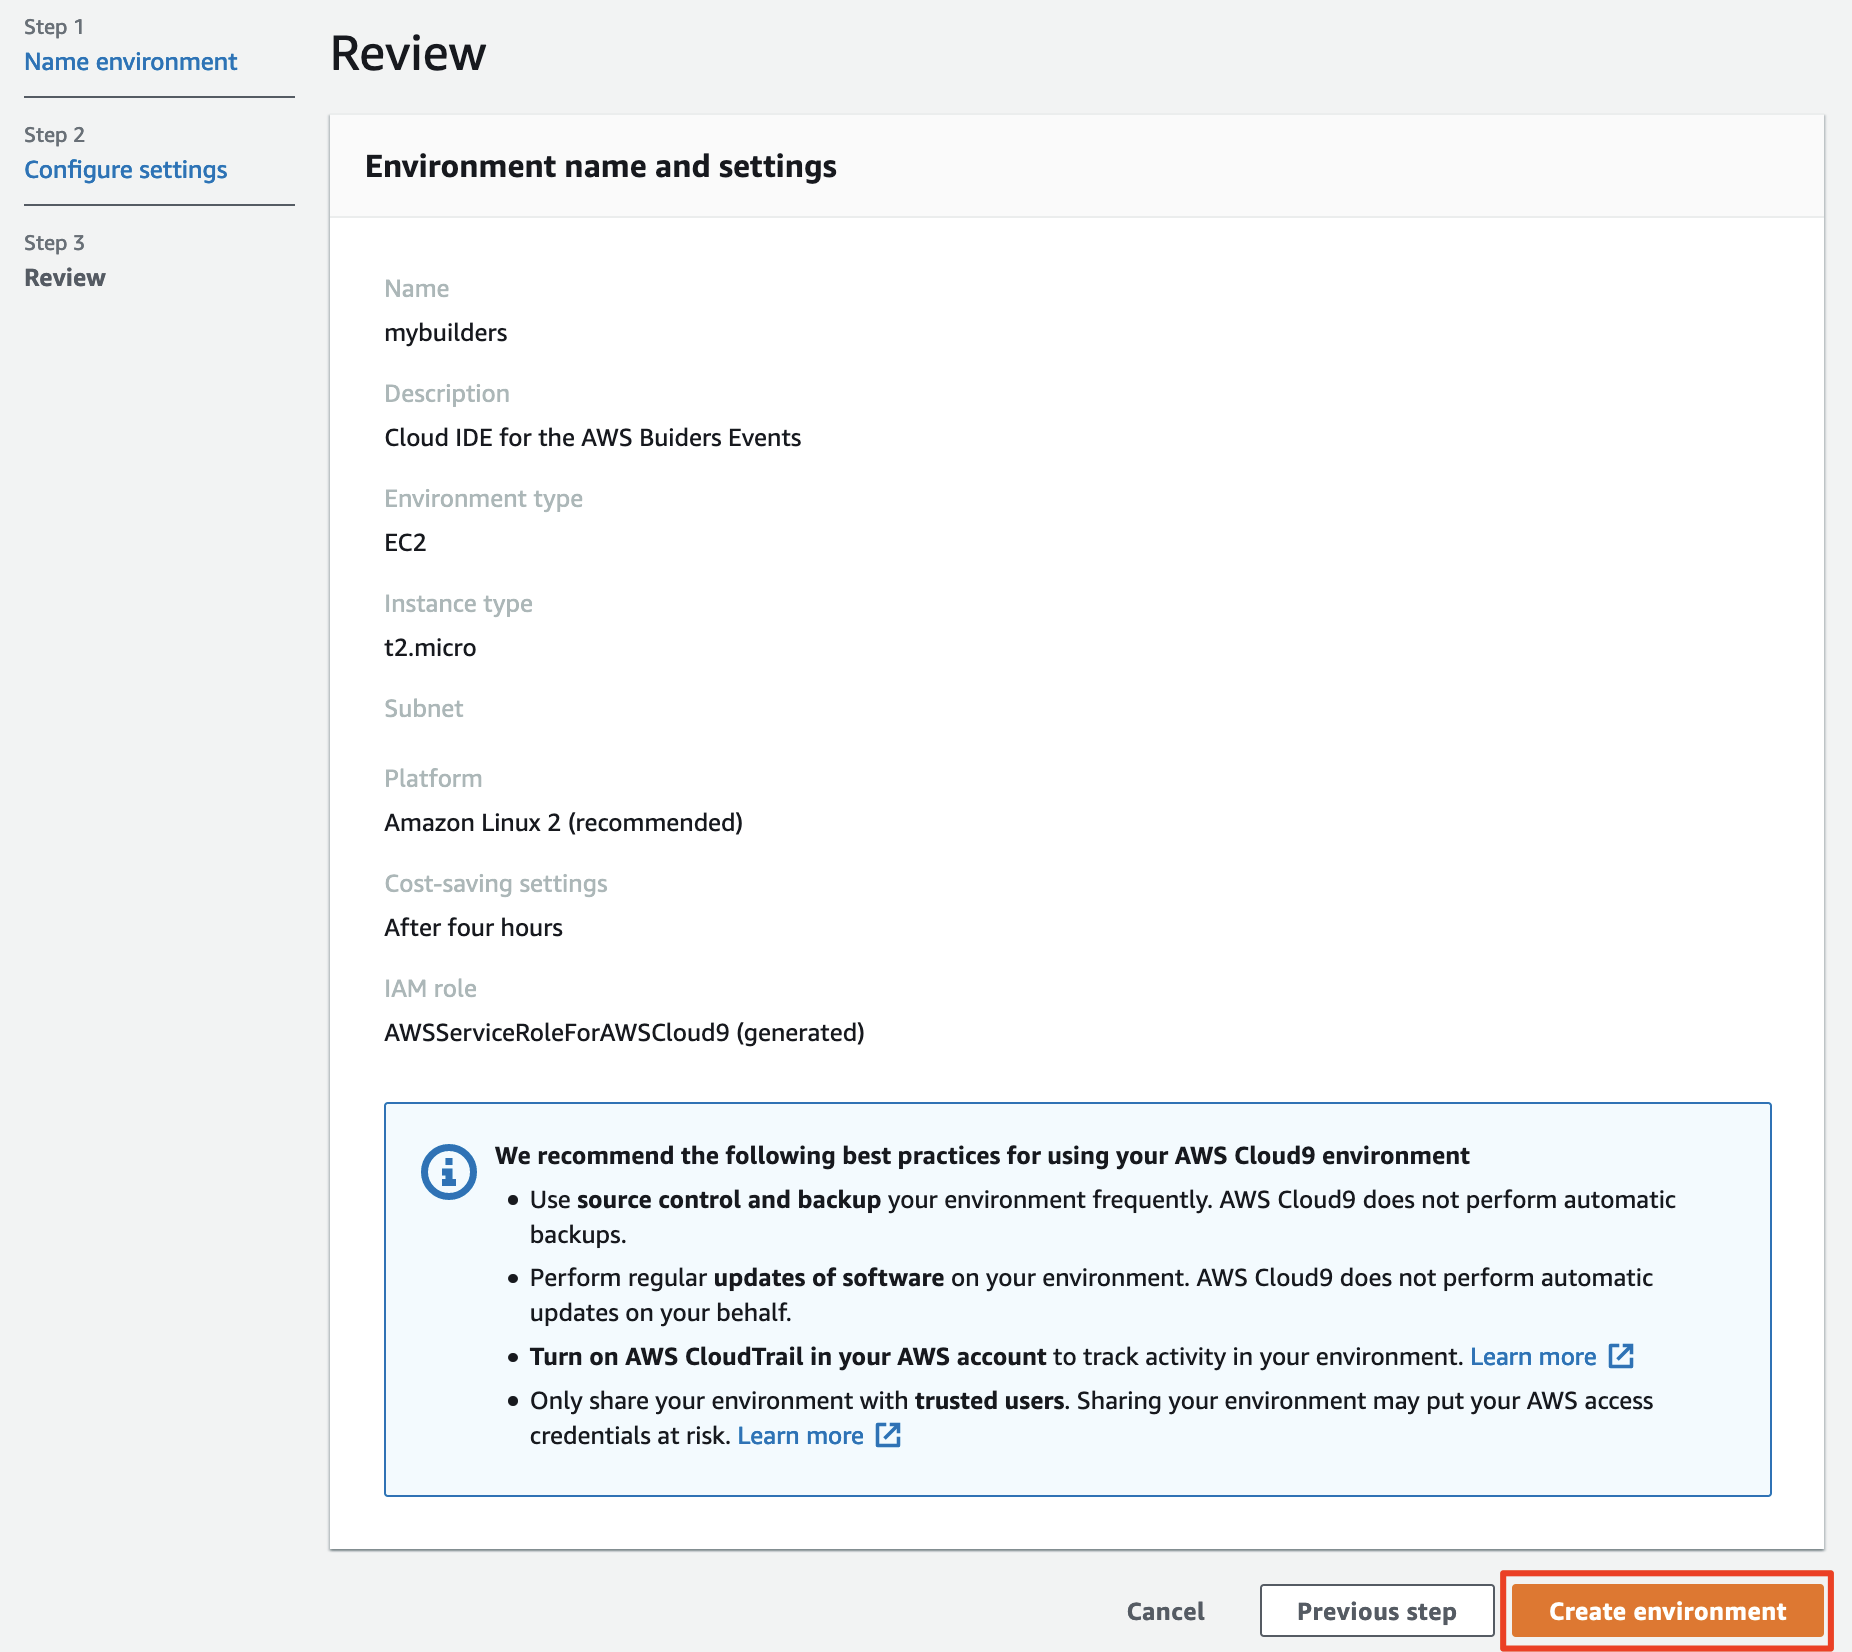 Step 1
Name environment
Step 2
Configure settings
Step 3
Review
Review
Environment name and settings
Name
mybuilders
Description
Cloud IDE for the AWS Buiders Events
Environment type
EC2
Instance type
t2.micro
Subnet
Platform
Amazon Linux 2 (recommended)
Cost-saving settings
After four hours
IAM role
AWSServiceRoleForAWSCloud9 (generated)
We recommend the following best practices for using your AWS Cloud9 environment
• Use source control and backup your environment frequently. AWS Cloud9 does not perform automatic
backups.
• Perform regular updates of software on your environment. AWS Cloud9 does not perform automatic
updates on your behalf.
• Turn on AWS CloudTrail in your AWS account to track activity in your environment. Learn more
• Only share your environment with trusted users. Sharing your environment may put your AWS access
credentials at risk. Learn more
Cancel
Previous step
Create environment